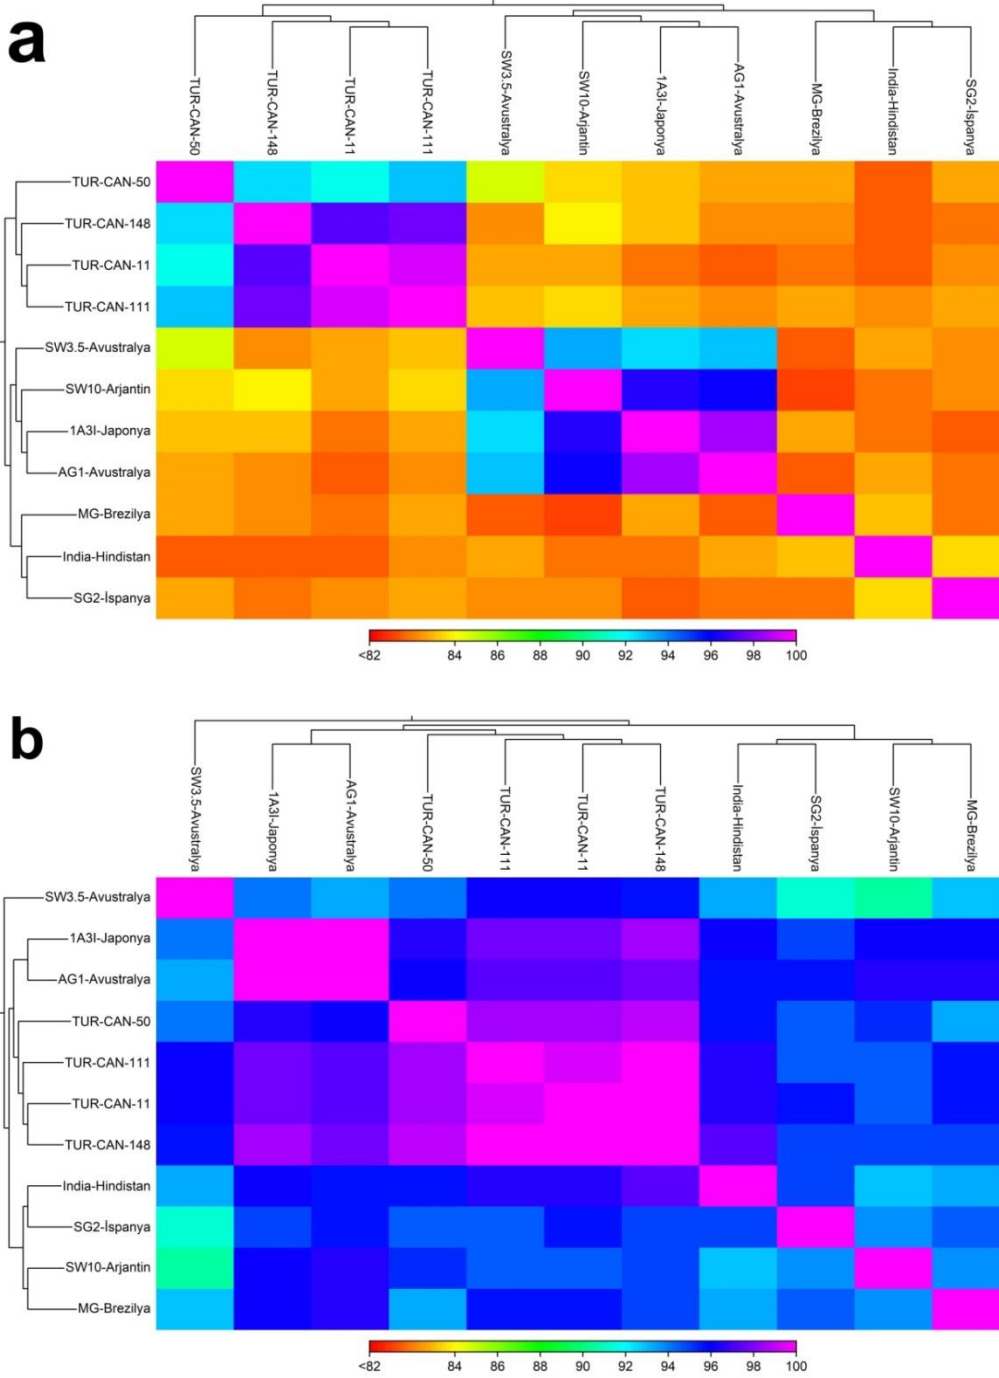 a
TUR-CAN-50
TUR-CAN-148
TUR-CAN-11
TUR-CAN-111
SW3.5-Avustralya
SW10-Arjantin
1A3I-Japonya
AG1-Avustralya
MG-Brezilya
India-Hindistan
SG2-İspanya
TUR-CAN-50
TUR-CAN-148
TUR-CAN-11
TUR-CAN-111
SW3.5-Avustralya
SW10-Arjantin
1A3I-Japonya
AG1-Avustralya
MG-Brezilya
India-Hindistan
SG2-İspanya
<82 84 86 88 90 92 94 96 98 100
b
SW3.5-Avustralya
1A3I-Japonya
AG1-Avustralya
TUR-CAN-50
TUR-CAN-111
TUR-CAN-11
TUR-CAN-148
India-Hindistan
SG2-İspanya
SW10-Arjantin
MG-Brezilya
SW3.5-Avustralya
1A3I-Japonya
AG1-Avustralya
TUR-CAN-50
TUR-CAN-111
TUR-CAN-11
TUR-CAN-148
India-Hindistan
SG2-İspanya
SW10-Arjantin
MG-Brezilya
<82 84 86 88 90 92 94 96 98 100